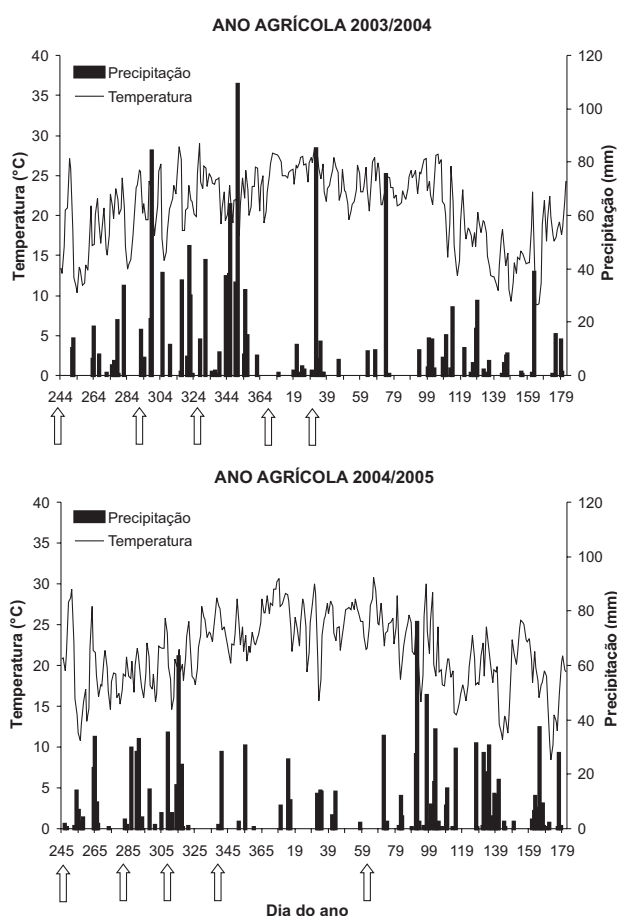 ANO AGRÍCOLA 2003/2004
40
35
30
25
20
15
10
5
0
Temperatura (°C)
Precipitação
Temperatura
120
100
80
60
40
20
0
Precipitação (mm)
244 264 284 304 324 344 364 19 39 59 79 99 119 139 159 179
ANO AGRÍCOLA 2004/2005
40
35
30
25
20
15
10
5
0
Temperatura (°C)
Precipitação
Temperatura
120
100
80
60
40
20
0
Precipitação (mm)
245 265 285 305 325 345 365 19 39 59 79 99 119 139 159 179
Dia do ano